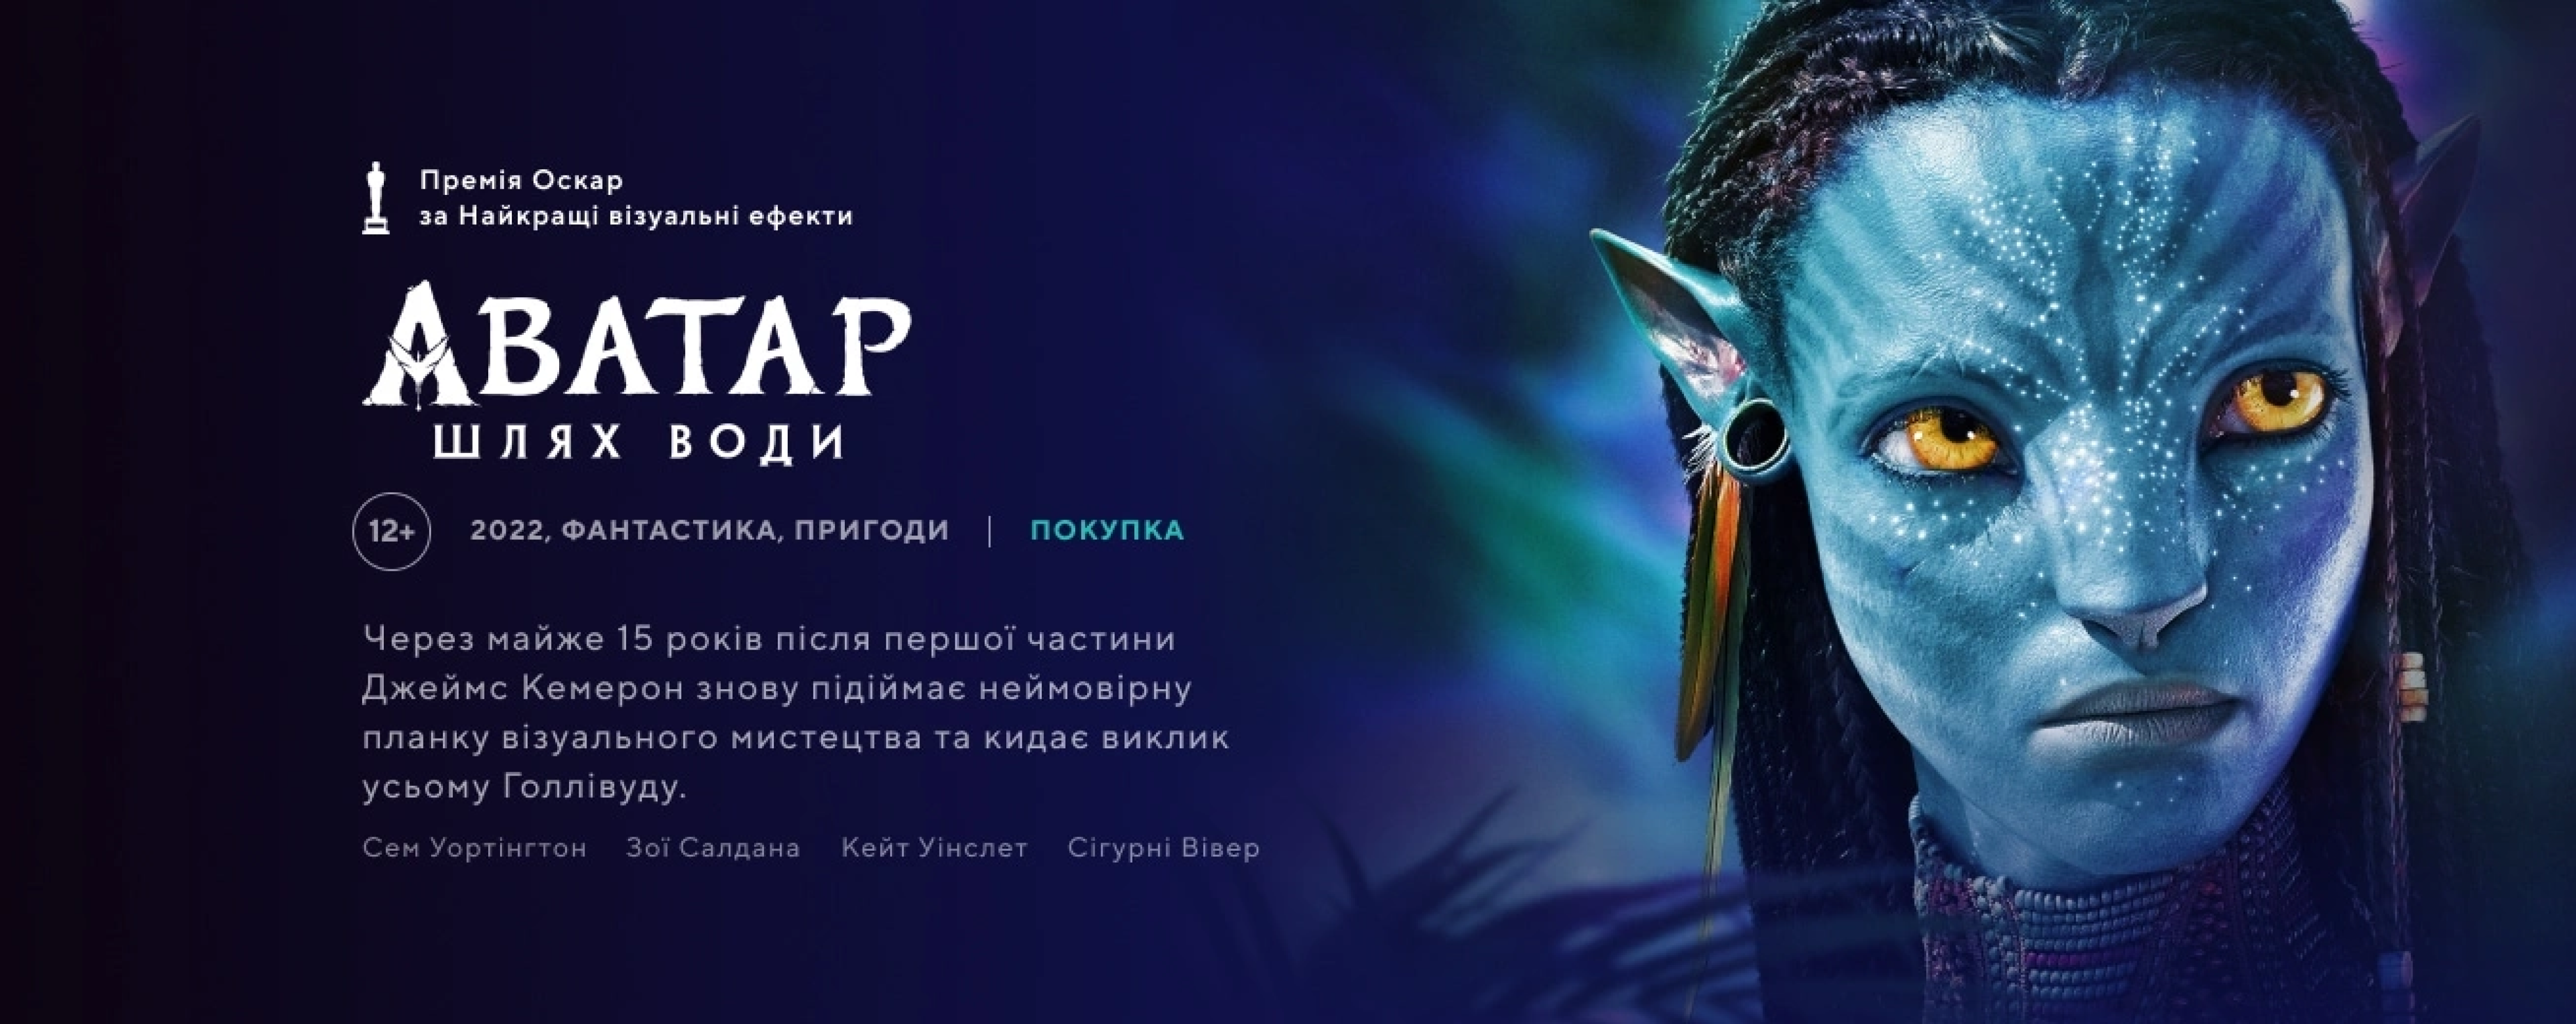 Премія Оскар
за Найкращі візуальні ефекти
АВАТАР
ШЛЯХ ВОДИ
12+ 2022, ФАНТАСТИКА, ПРИГОДИ | ПОКУПКА
Через майже 15 років після першої частини
Джеймс Кемерон знову підіймає неймовірну
планку візуального мистецтва та кидає виклик
усьому Голлівуду.
Сем Уортінгтон Зої Салдана Кейт Уінслет Сігурні Вівер